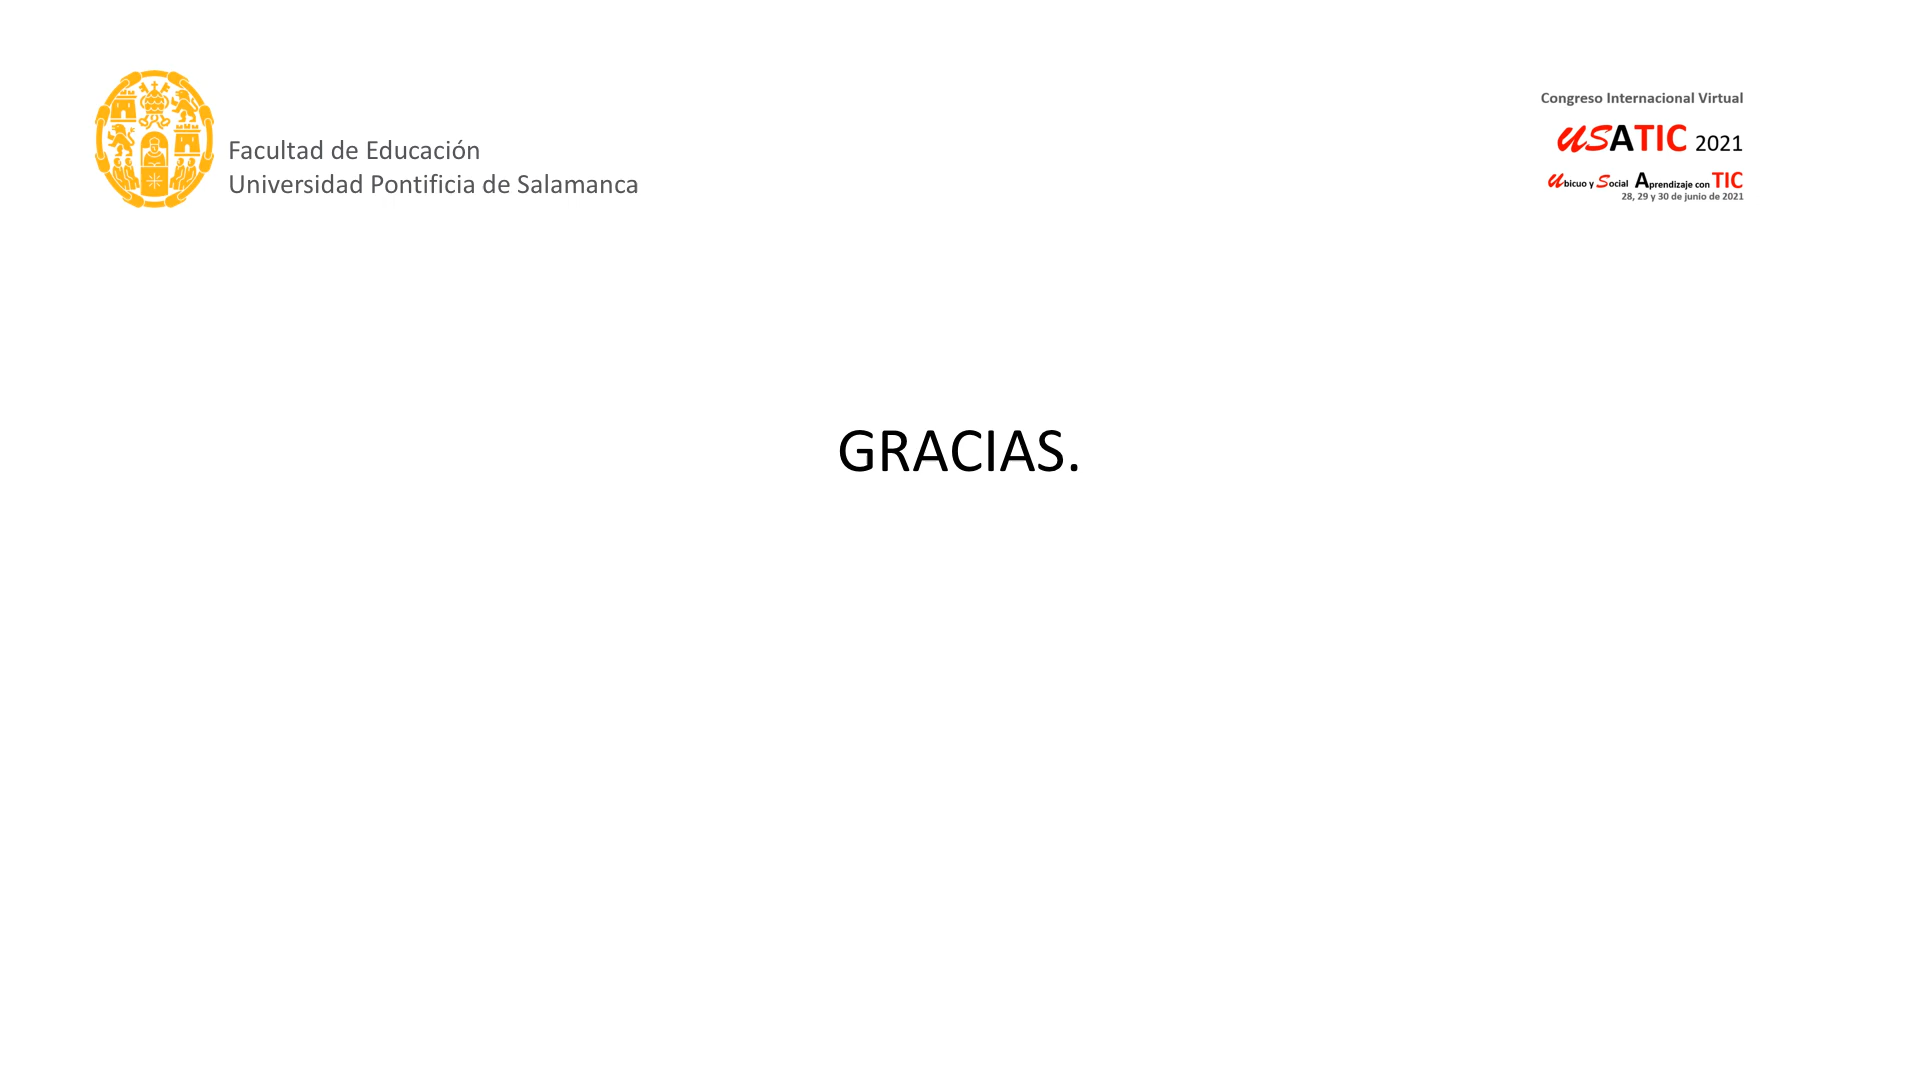 Facultad de Educación
Universidad Pontificia de Salamanca
Congreso Internacional Virtual
USATIC 2021
Ubicuo y Social Aprendizaje con TIC
28, 29 y 30 de junio de 2021
GRACIAS.